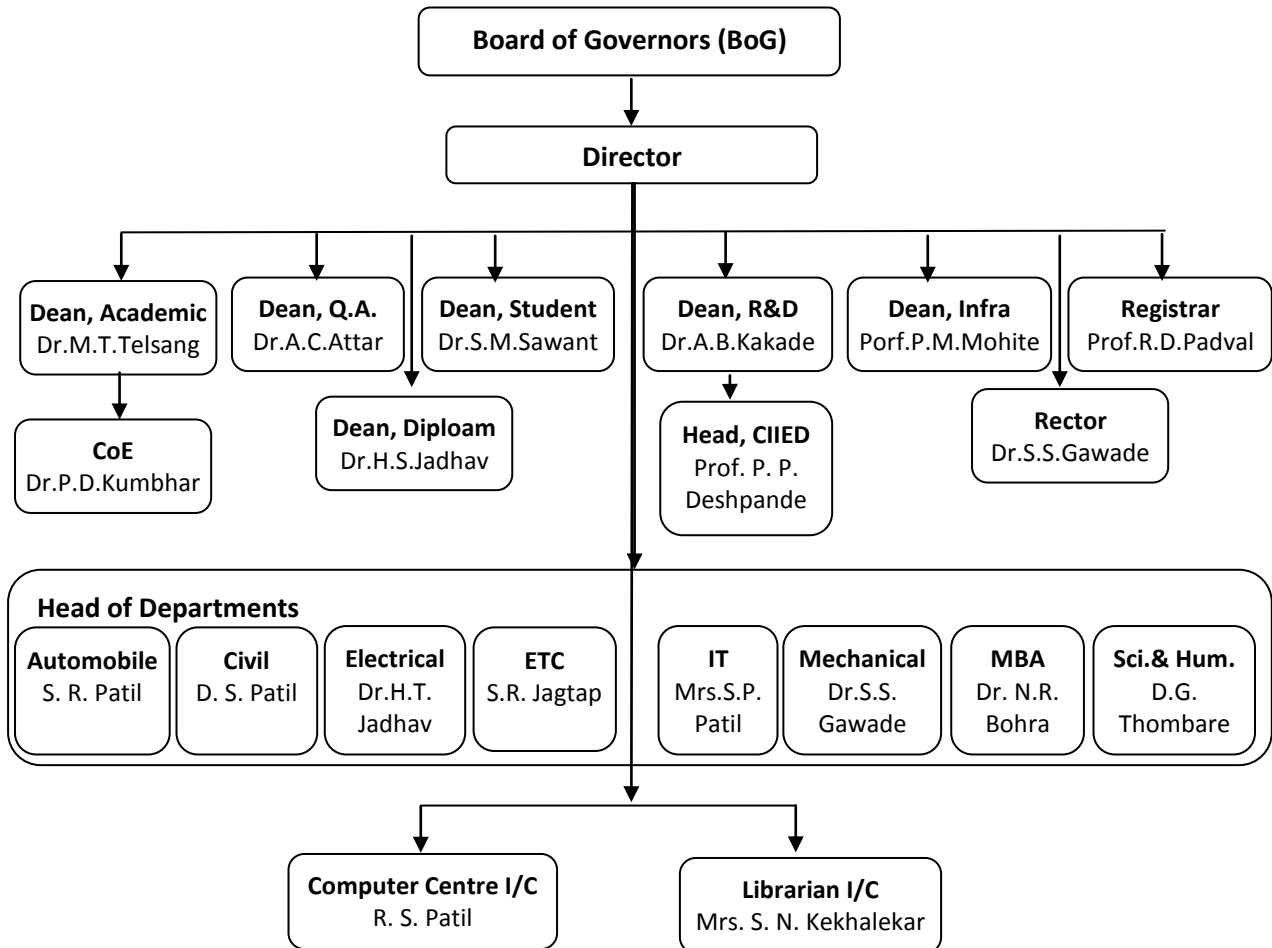 Board of Governors (BoG)
Director
Dean, Academic
Dr.M.T.Telsang
Dean, Q.A.
Dr.A.C.Attar
Dean, Student
Dr.S.M.Sawant
Dean, R&D
Dr.A.B.Kakade
Dean, Infra
Porf.P.M.Mohite
Registrar
Prof.R.D.Padval
CoE
Dr.P.D.Kumbhar
Dean, Diploam
Dr.H.S.Jadhav
Head, CIIED
Prof. P. P.
Deshpande
Rector
Dr.S.S.Gawade
Head of Departments
Automobile
S. R. Patil
Civil
D. S. Patil
Electrical
Dr.H.T.
Jadhav
ETC
S.R. Jagtap
IT
Mrs.S.P.
Patil
Mechanical
Dr.S.S.
Gawade
MBA
Dr. N.R.
Bohra
Sci.& Hum.
D.G.
Thombare
Computer Centre I/C
R. S. Patil
Librarian I/C
Mrs. S. N. Kekhalekar